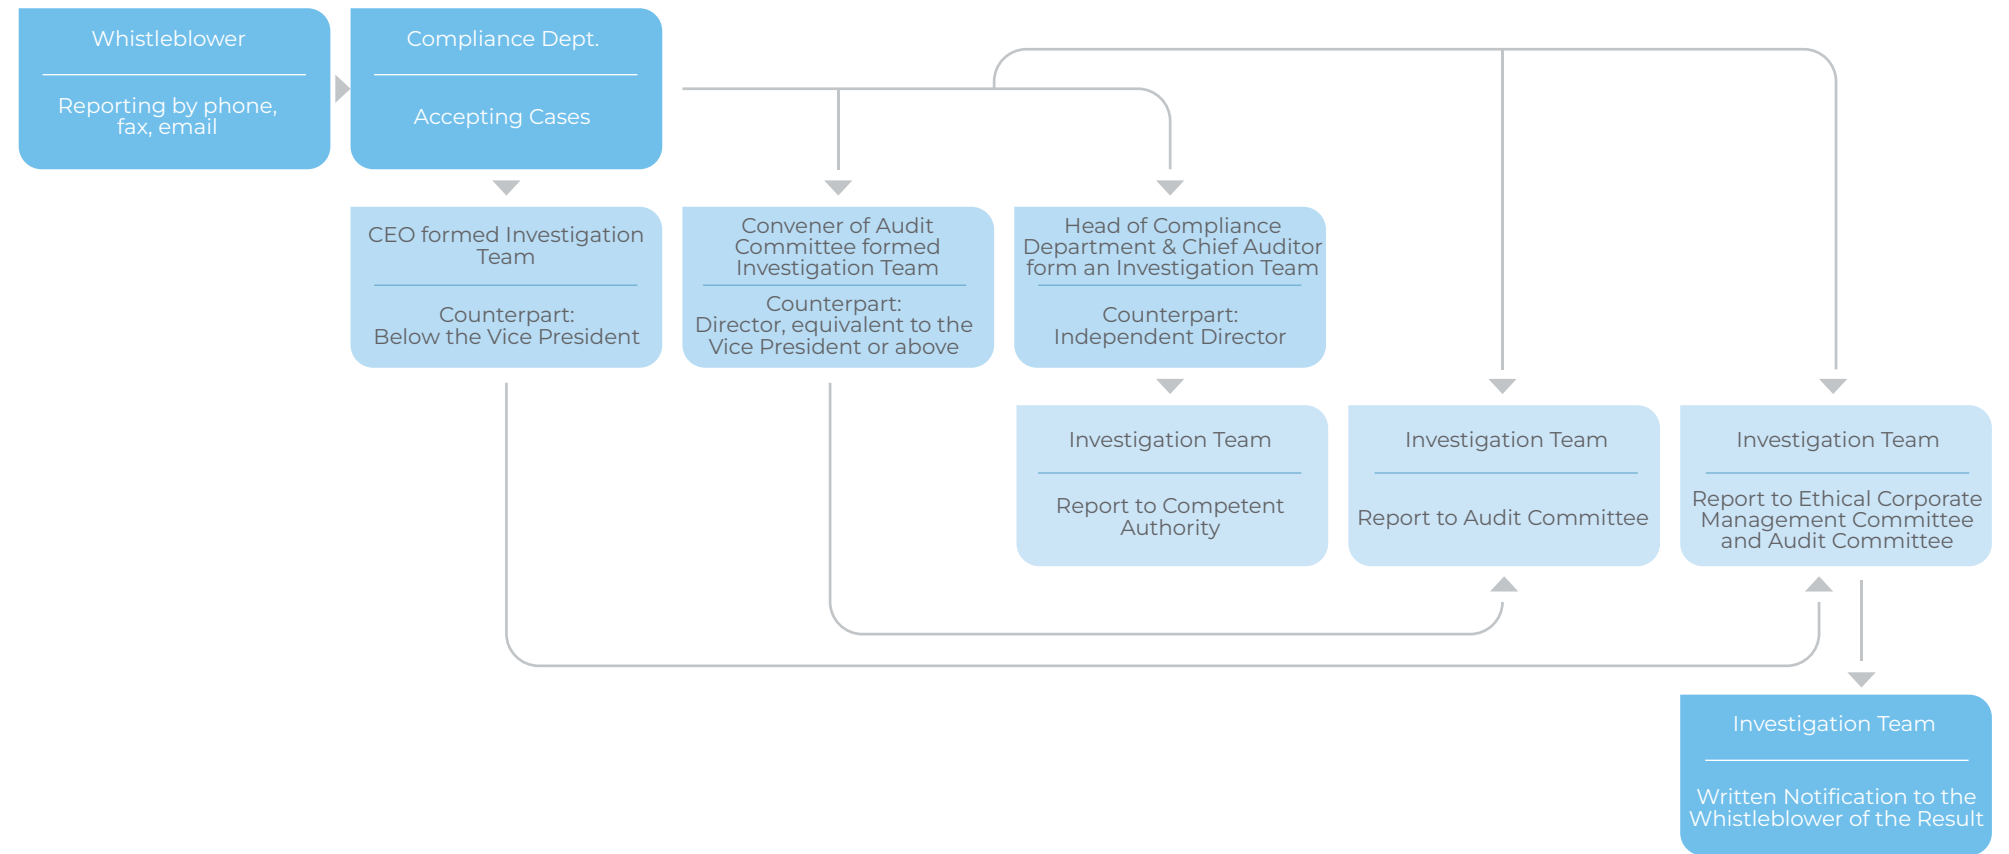 Whistleblower
Reporting by phone,
fax, email
Compliance Dept.
Accepting Cases
CEO formed Investigation
Team
Counterpart:
Below the Vice President
Convener of Audit
Committee formed
Investigation Team
Counterpart:
Director, equivalent to the
Vice President or above
Head of Compliance
Department & Chief Auditor
form an Investigation Team
Counterpart:
Independent Director
Investigation Team
Report to Competent
Authority
Investigation Team
Report to Audit Committee
Investigation Team
Report to Ethical Corporate
Management Committee
and Audit Committee
Investigation Team
Written Notification to the
Whistleblower of the Result